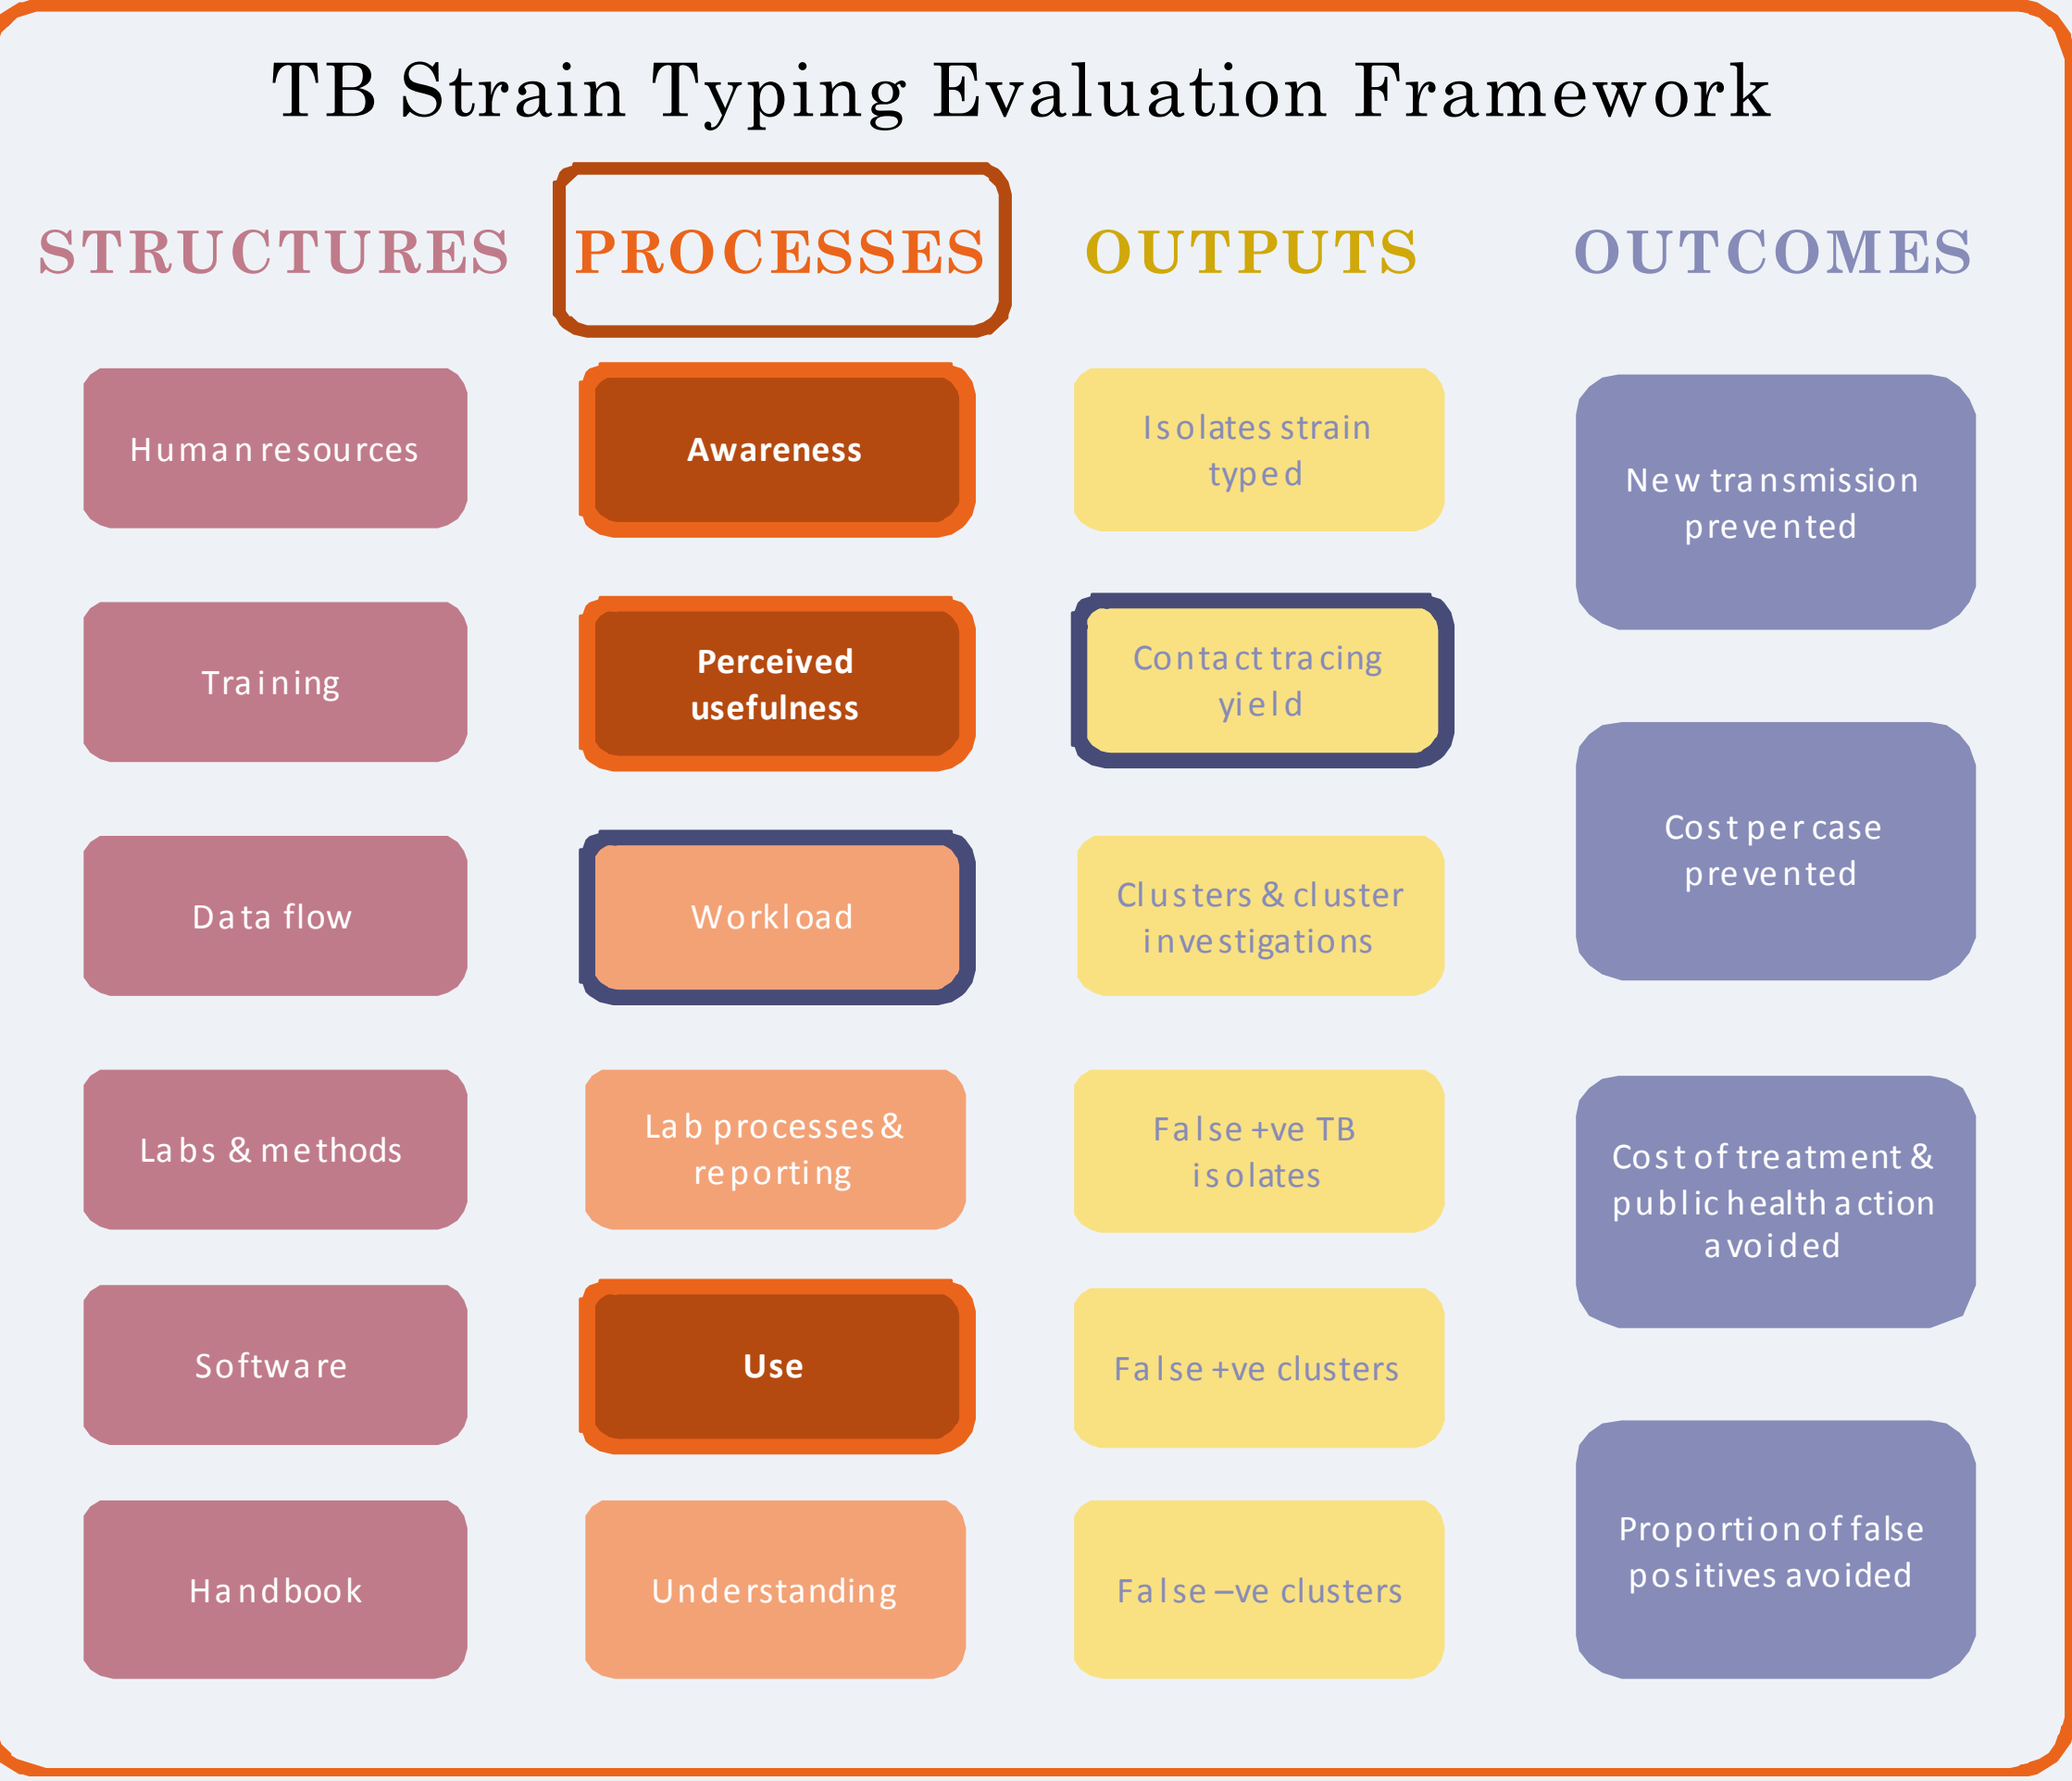 TB Strain Typing Evaluation Framework
STRUCTURES
PROCESSES
OUTPUTS
OUTCOMES
Human resources
Training
Data flow
Labs & methods
Software
Handbook
Awareness
Perceived
usefulness
Workload
Lab processes &
reporting
Use
Understanding
Isolates strain
typed
Contact tracing
yield
Clusters & cluster
investigations
False +ve TB
isolates
False +ve clusters
False –ve clusters
New transmission
prevented
Cost per case
prevented
Cost of treatment &
public health action
avoided
Proportion of false
positives avoided